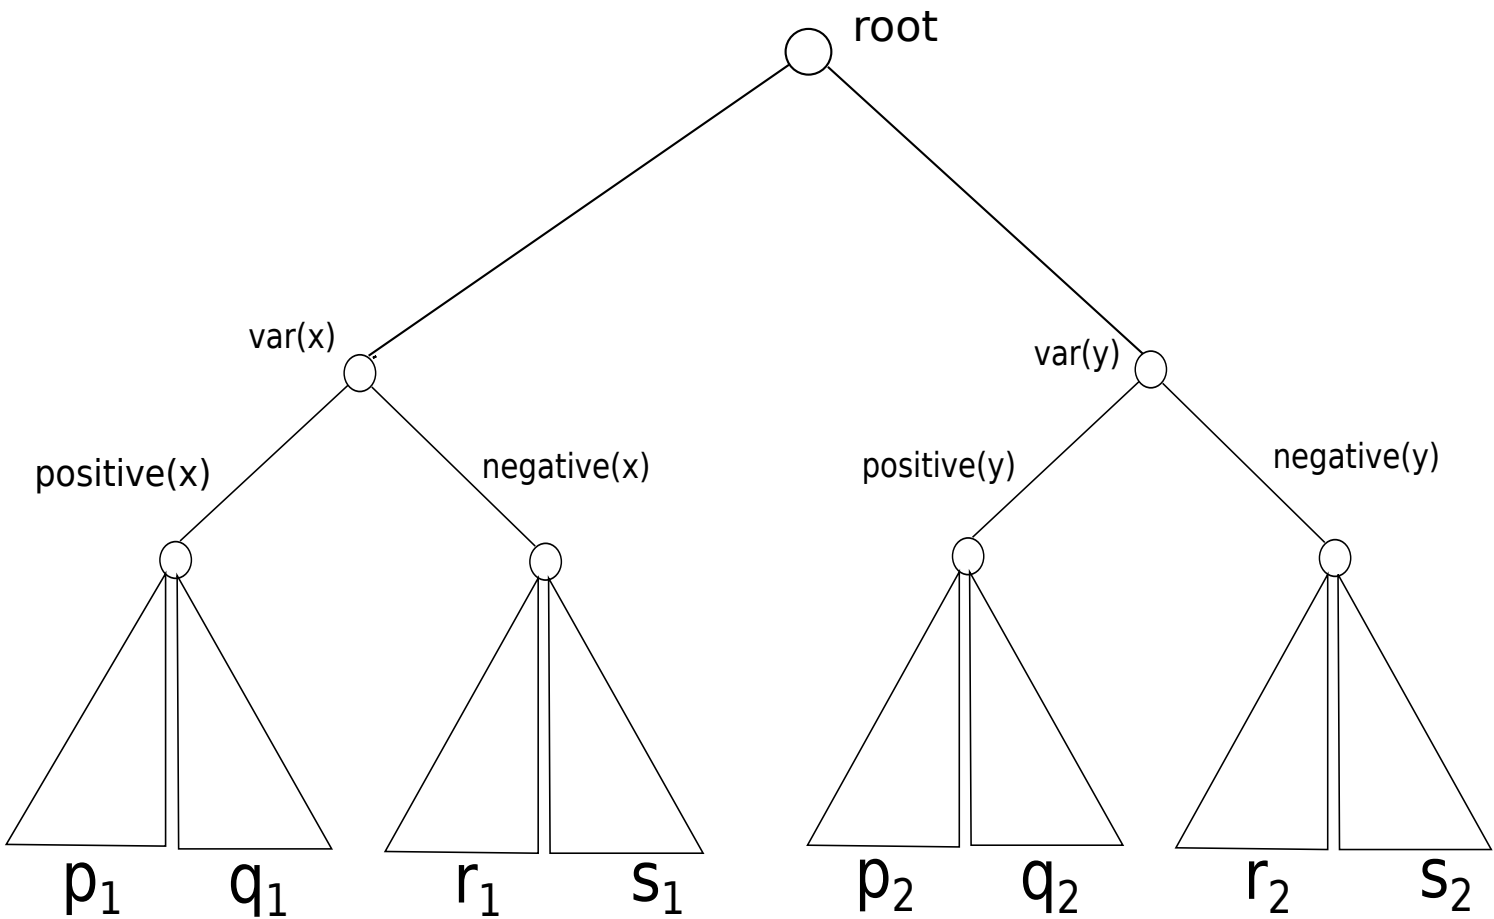 root
var(x)
var(y)
positive(x)
negative(x)
positive(y)
negative(y)
p₁
q₁
r₁
s₁
p₂
q₂
r₂
s₂